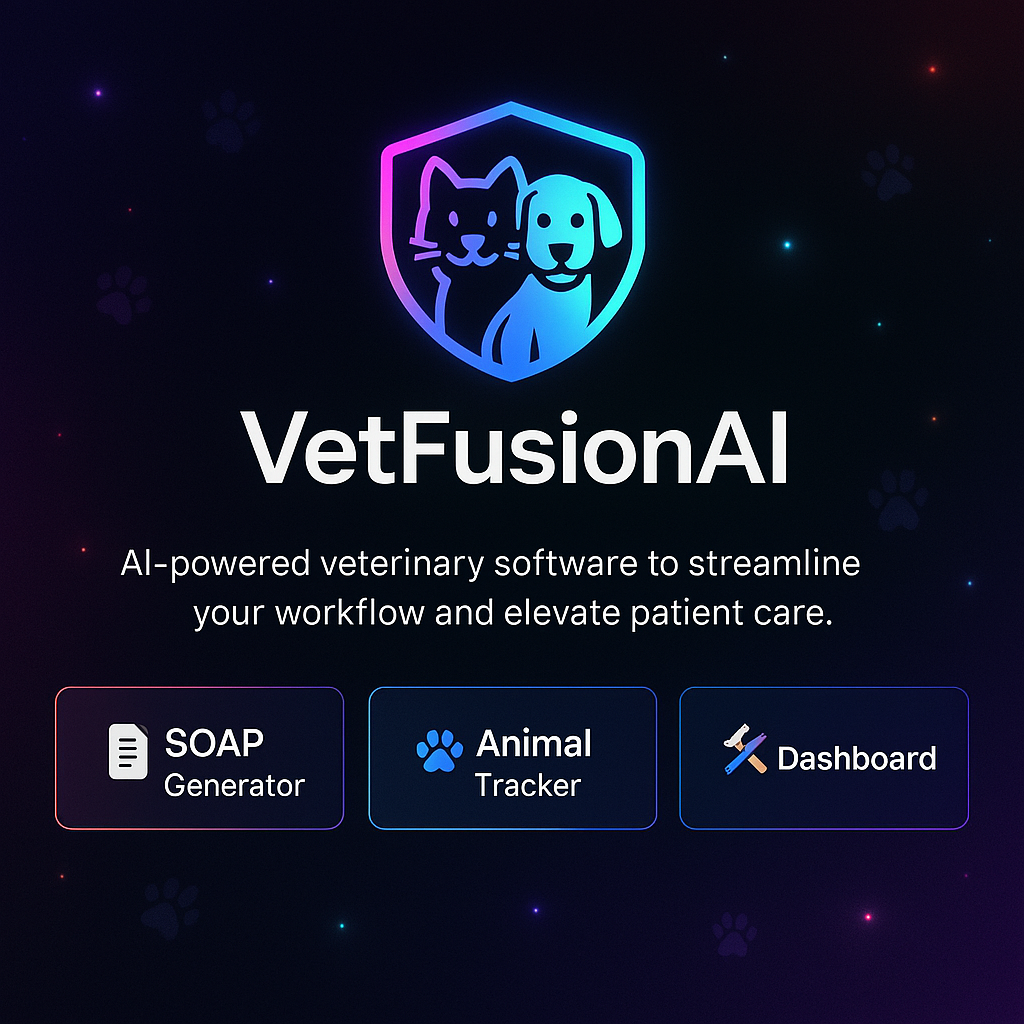 VetFusionAI
AI-powered veterinary software to streamline
your workflow and elevate patient care.
SOAP
Generator
Animal
Tracker
Dashboard